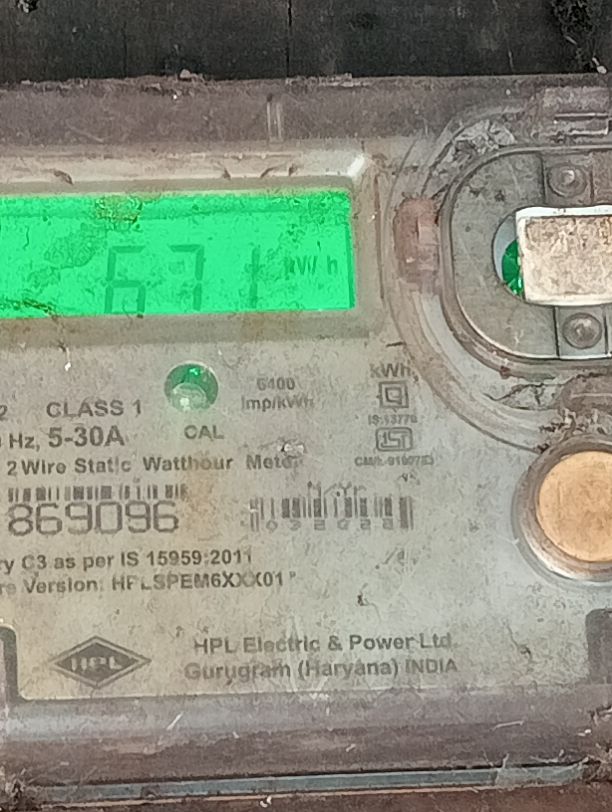 671 kW h
6400
CLASS 1
Imp/kWh
kWh
Hz, 5-30A
CAL
IS 13779
2 Wire Static Watthour Meter
869096
C3 as per IS 15959:2011
Version: HPLSPEM6XXX01
HPL
HPL Electric & Power Ltd.
Gurugram (Haryana) INDIA